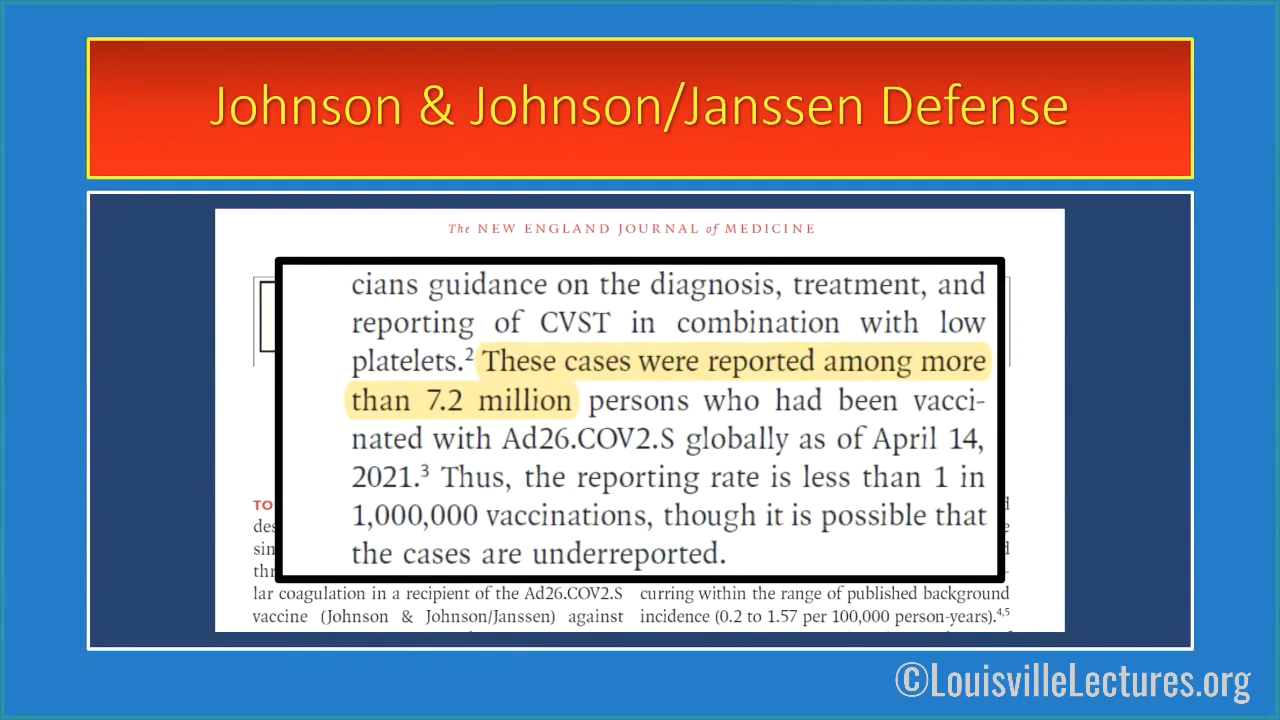 Johnson & Johnson/Janssen Defense
The NEW ENGLAND JOURNAL of MEDICINE
cians guidance on the diagnosis, treatment, and
reporting of CVST in combination with low
platelets.² These cases were reported among more
than 7.2 million persons who had been vacci-
nated with Ad26.COV2.S globally as of April 14,
2021.³ Thus, the reporting rate is less than 1 in
1,000,000 vaccinations, though it is possible that
the cases are underreported.
TO
des
sin
thr
lar coagulation in a recipient of the Ad26.COV2.S
vaccine (Johnson & Johnson/Janssen) against
curring within the range of published background
incidence (0.2 to 1.57 per 100,000 person-years).⁴,⁵
©LouisvilleLectures.org